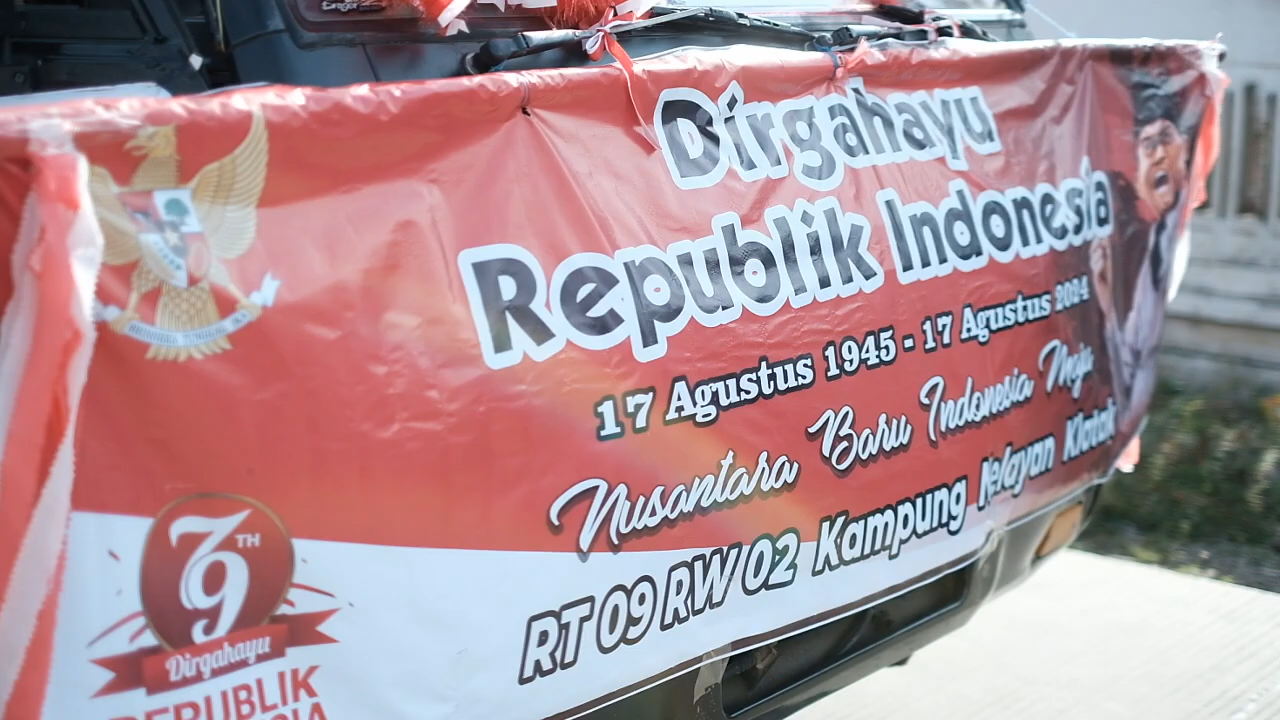 Dirgahayu
Republik Indonesia
17 Agustus 1945 - 17 Agustus 2024
Nusantara Baru Indonesia Maju
RT 09 RW 02 Kampung Nelayan Klatak
79TH
Dirgahayu
REPUBLIK